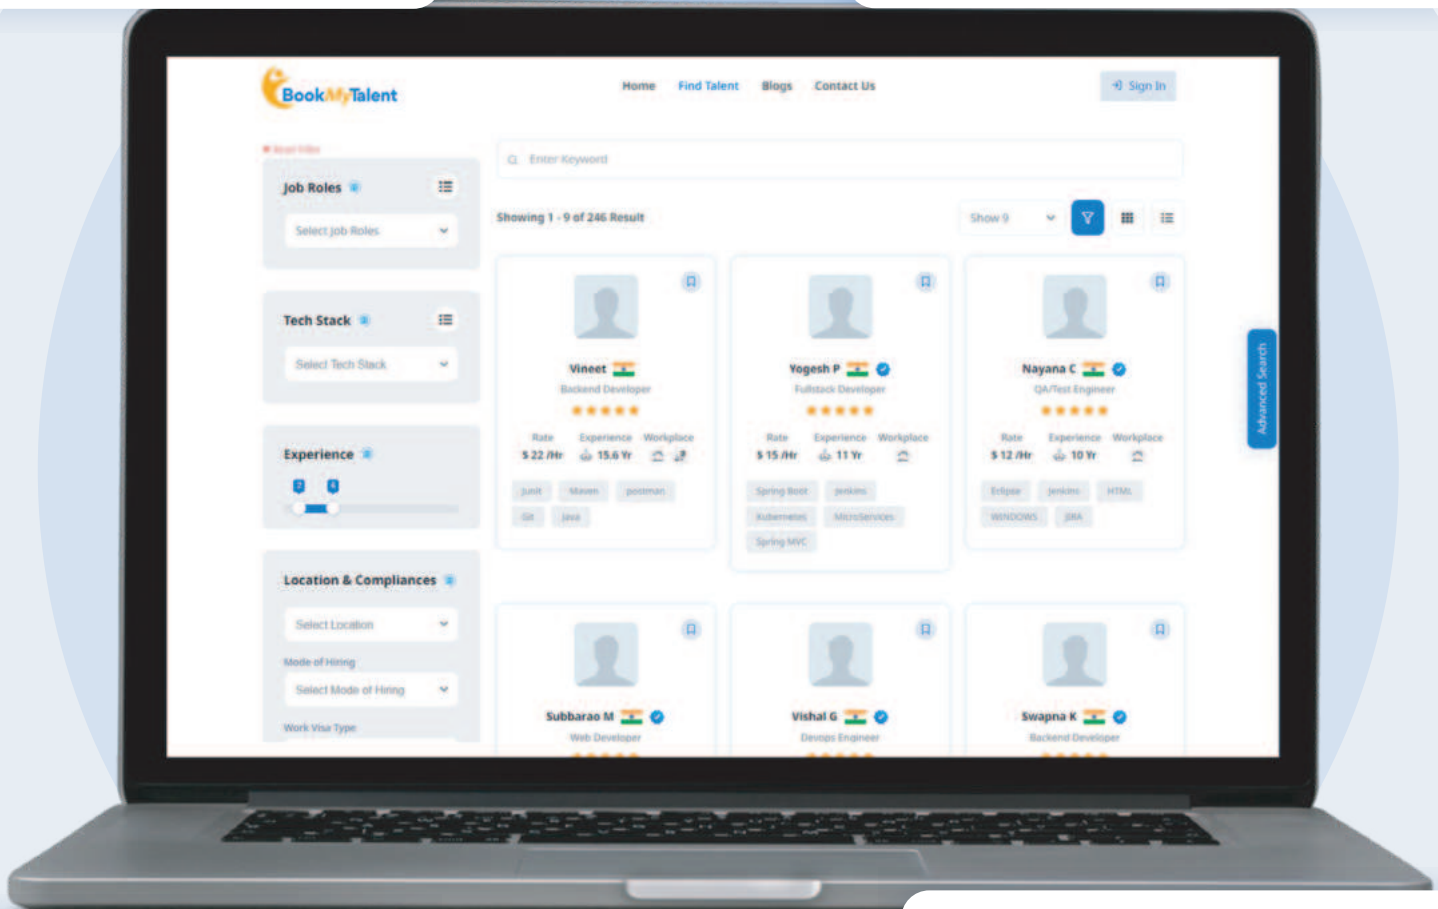 BookMyTalent
Home Find Talent Blogs Contact Us Sign In
Reset Filter
Enter Keyword
Job Roles
Select Job Roles
Showing 1 - 9 of 246 Result
Show 9
Tech Stack
Select Tech Stack
Experience
Location & Compliances
Select Location
Mode of Hiring
Select Mode of Hiring
Work Visa Type
Vineet
Backend Developer
Rate Experience Workplace
$ 22 /Hr 15.6 Yr
Junit Maven postman
Git Java
Yogesh P
Fullstack Developer
Rate Experience Workplace
$ 15 /Hr 11 Yr
Spring Boot Jenkins
Kubernetes MicroServices
Spring MVC
Nayana C
QA/Test Engineer
Rate Experience Workplace
$ 12 /Hr 10 Yr
Eclipse Jenkins HTML
WINDOWS JIRA
Subbarao M
Web Developer
Vishal G
Devops Engineer
Swapna K
Backend Developer
Advanced Search